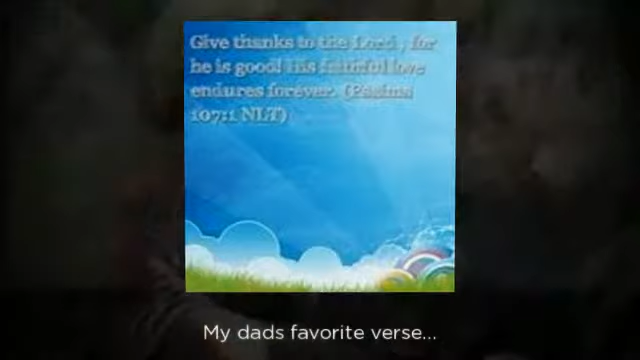 Give thanks to the Lord, for
he is good! His faithful love
endures forever. (Psalms
107:1 NLT)
My dads favorite verse...